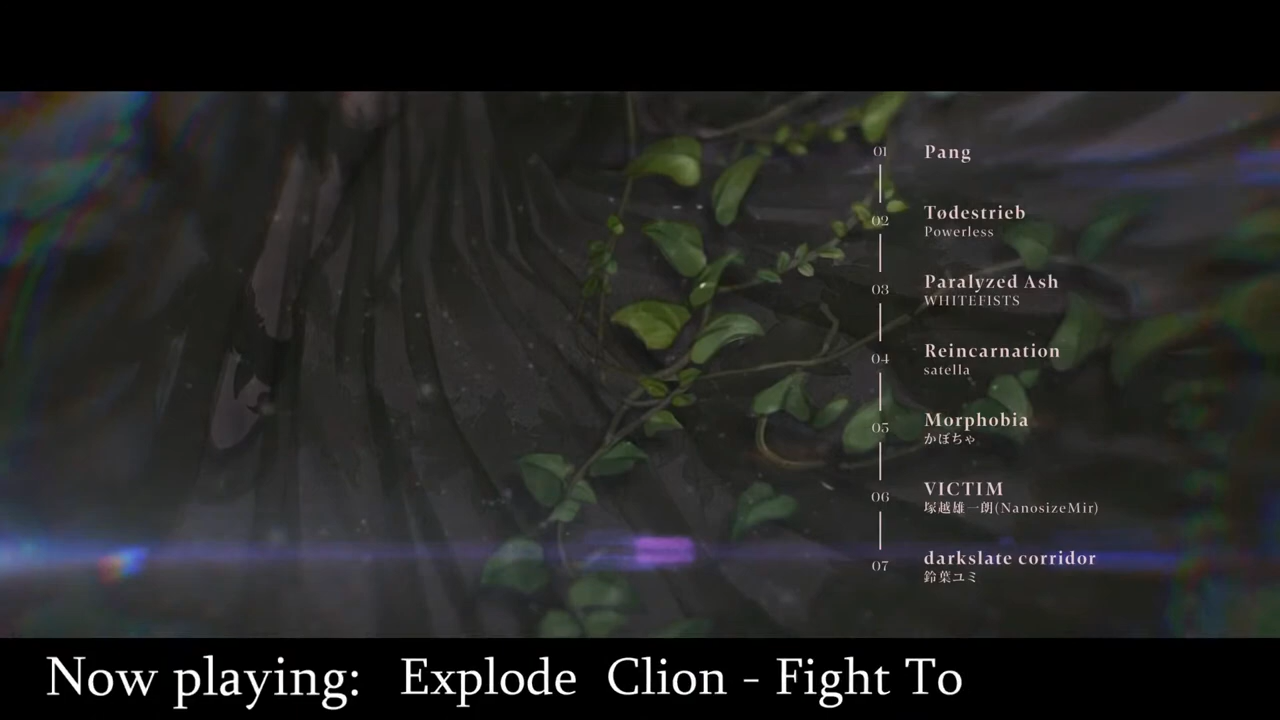 01 Pang
02 Tødestrieb
Powerless
03 Paralyzed Ash
WHITEFISTS
04 Reincarnation
satella
05 Morphobia
かぼちゃ
06 VICTIM
塚越雄一朗(NanosizeMir)
07 darkslate corridor
鈴葉ユミ
Now playing: Explode Clion - Fight To